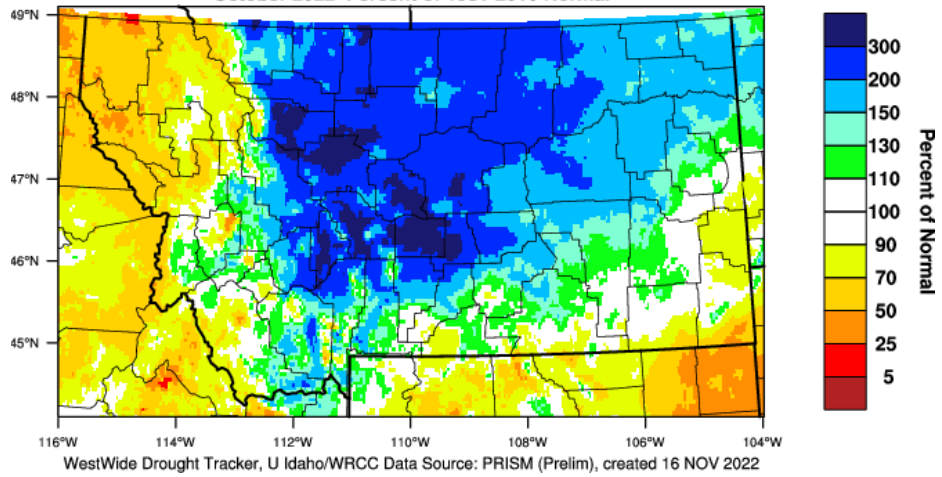 49°N
48°N
47°N
46°N
45°N
116°W 114°W 112°W 110°W 108°W 106°W 104°W
300
200
150
130
110
100
90
70
50
25
5
Percent of Normal
WestWide Drought Tracker, U Idaho/WRCC Data Source: PRISM (Prelim), created 16 NOV 2022